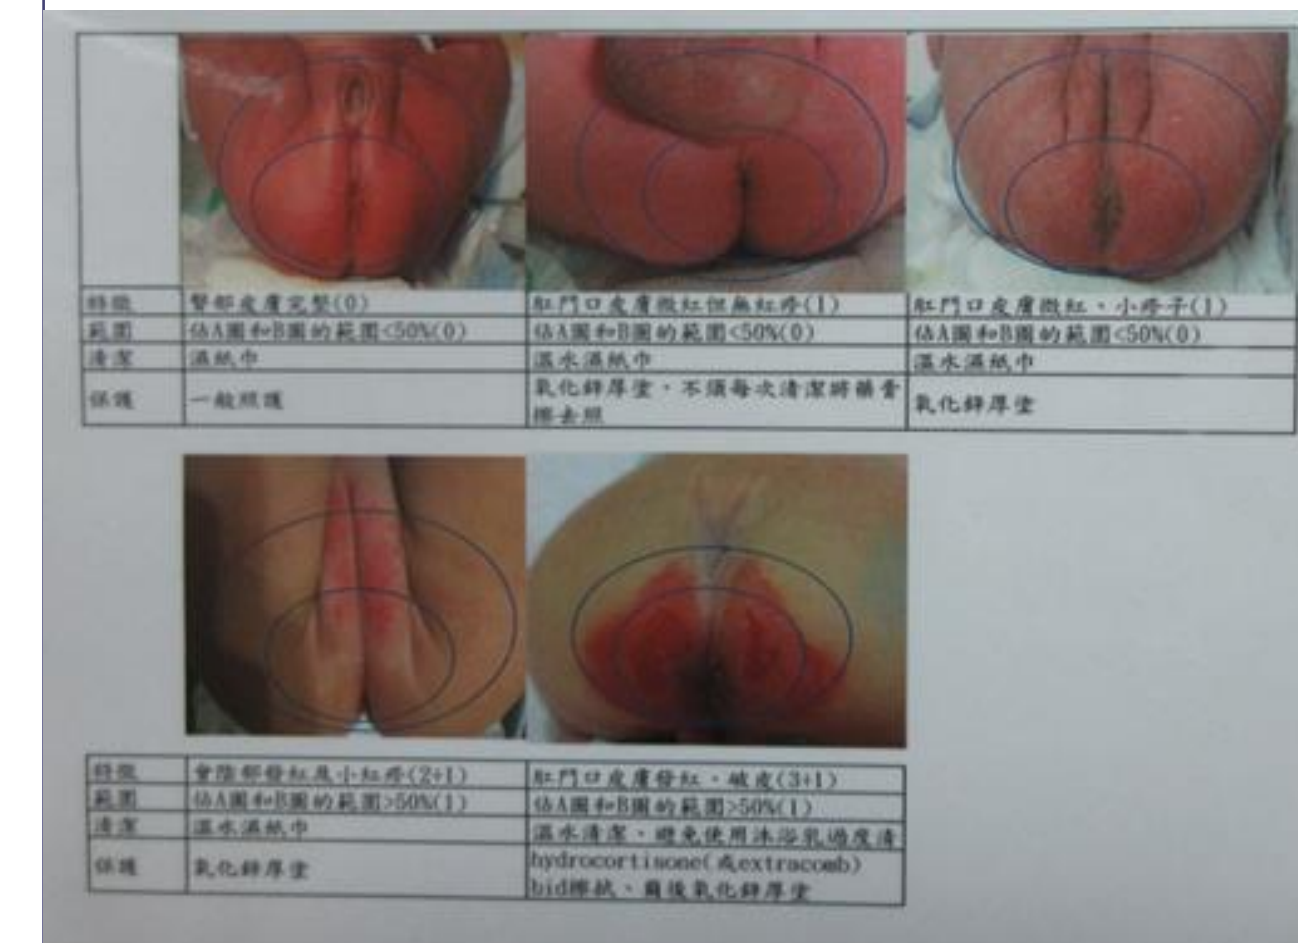 特徵 臀部皮膚完整(0) 肛門口皮膚微紅但無紅疹(1) 肛門口皮膚微紅、小疹子(1)
範圍 佔A圈和B圈的範圍<50%(0) 佔A圈和B圈的範圍<50%(0) 佔A圈和B圈的範圍<50%(0)
清潔 濕紙巾 溫水濕紙巾 溫水濕紙巾
保護 一般照護 氧化鋅厚塗，不須每次清潔將藥膏 氧化鋅厚塗
擦去照
特徵 會陰部發紅及小紅疹(2+1) 肛門口皮膚發紅、破皮(3+1)
範圍 佔A圈和B圈的範圍>50%(1) 佔A圈和B圈的範圍>50%(1)
清潔 溫水濕紙巾 溫水清潔、避免使用沐浴乳過度清
保護 氧化鋅厚塗 hydrocortisone(或extracomb)
bid擦拭、爾後氧化鋅厚塗